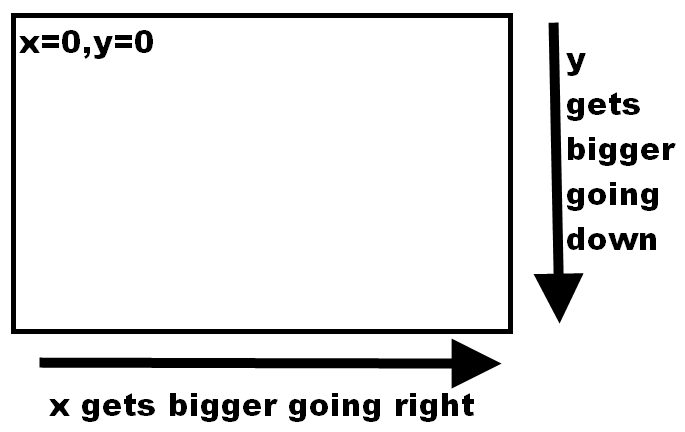 x=0,y=0
y
gets
bigger
going
down
x gets bigger going right